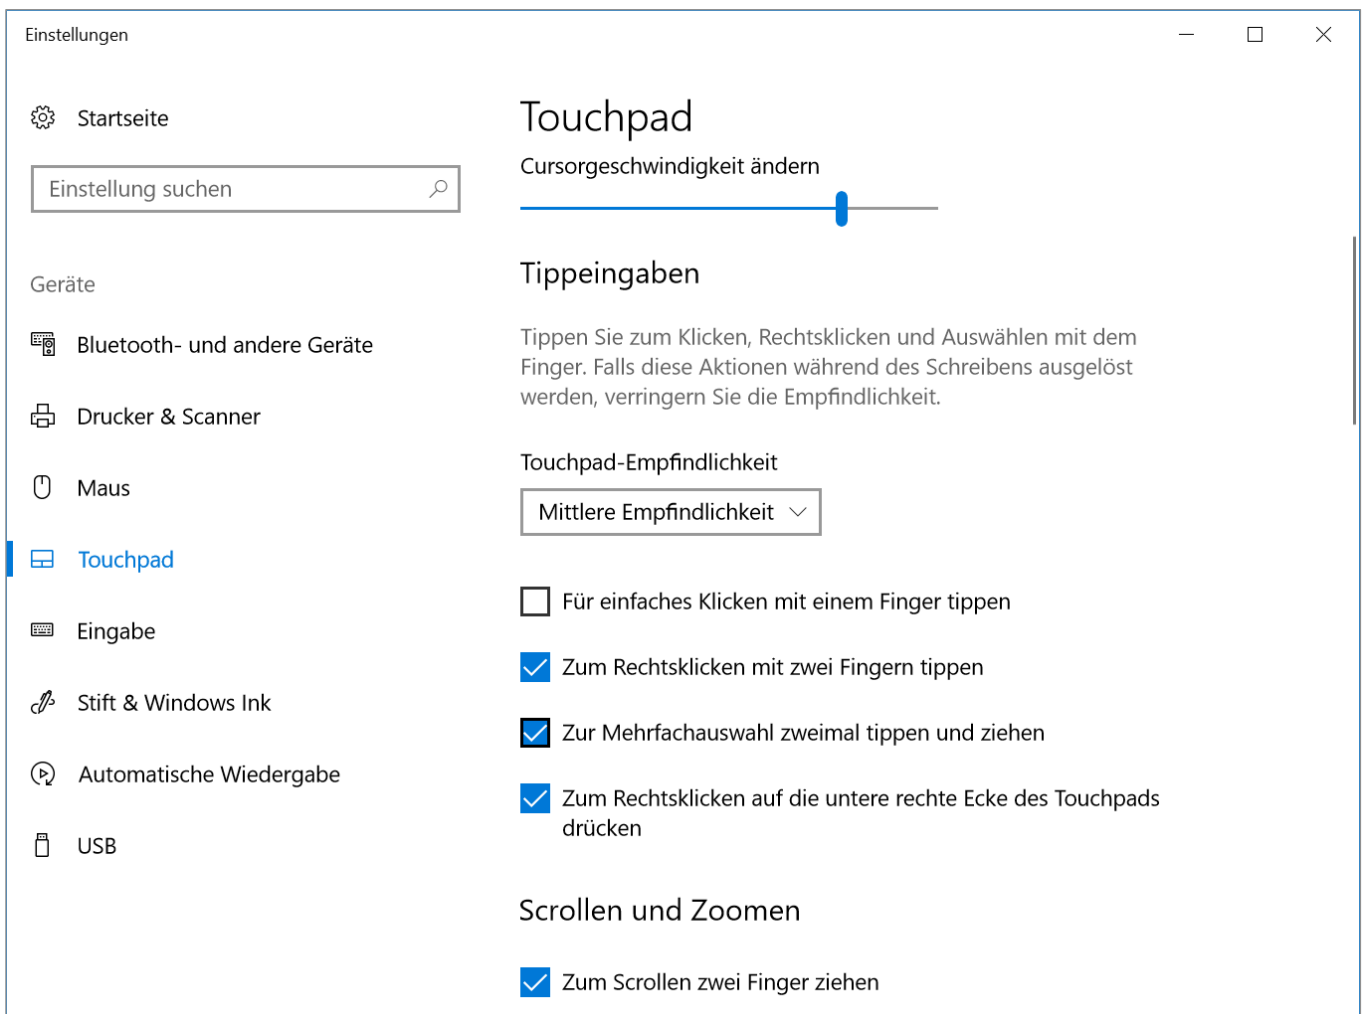 Einstellungen
Startseite
Einstellung suchen
Geräte
Bluetooth- und andere Geräte
Drucker & Scanner
Maus
Touchpad
Eingabe
Stift & Windows Ink
Automatische Wiedergabe
USB
Touchpad
Cursorgeschwindigkeit ändern
Tippeingaben
Tippen Sie zum Klicken, Rechtsklicken und Auswählen mit dem
Finger. Falls diese Aktionen während des Schreibens ausgelöst
werden, verringern Sie die Empfindlichkeit.
Touchpad-Empfindlichkeit
Mittlere Empfindlichkeit
Für einfaches Klicken mit einem Finger tippen
Zum Rechtsklicken mit zwei Fingern tippen
Zur Mehrfachauswahl zweimal tippen und ziehen
Zum Rechtsklicken auf die untere rechte Ecke des Touchpads
drücken
Scrollen und Zoomen
Zum Scrollen zwei Finger ziehen